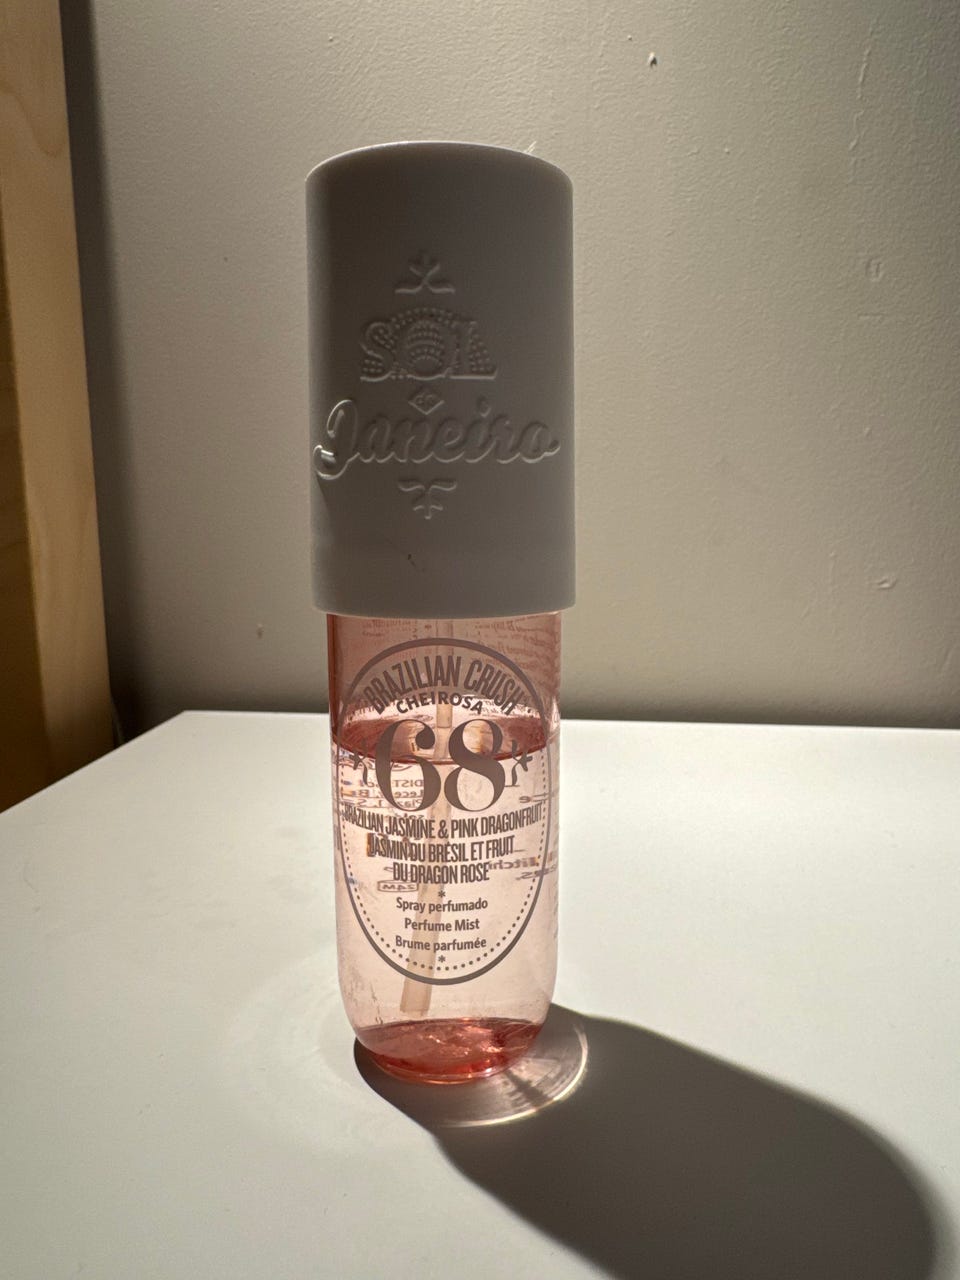 SOL
de
Janeiro
BRAZILIAN CRUSH
CHEIROSA
68
BRAZILIAN JASMINE & PINK DRAGONFRUIT
JASMIN DU BRÉSIL ET FRUIT
DU DRAGON ROSE
Spray perfumado
Perfume Mist
Brume parfumée
24M